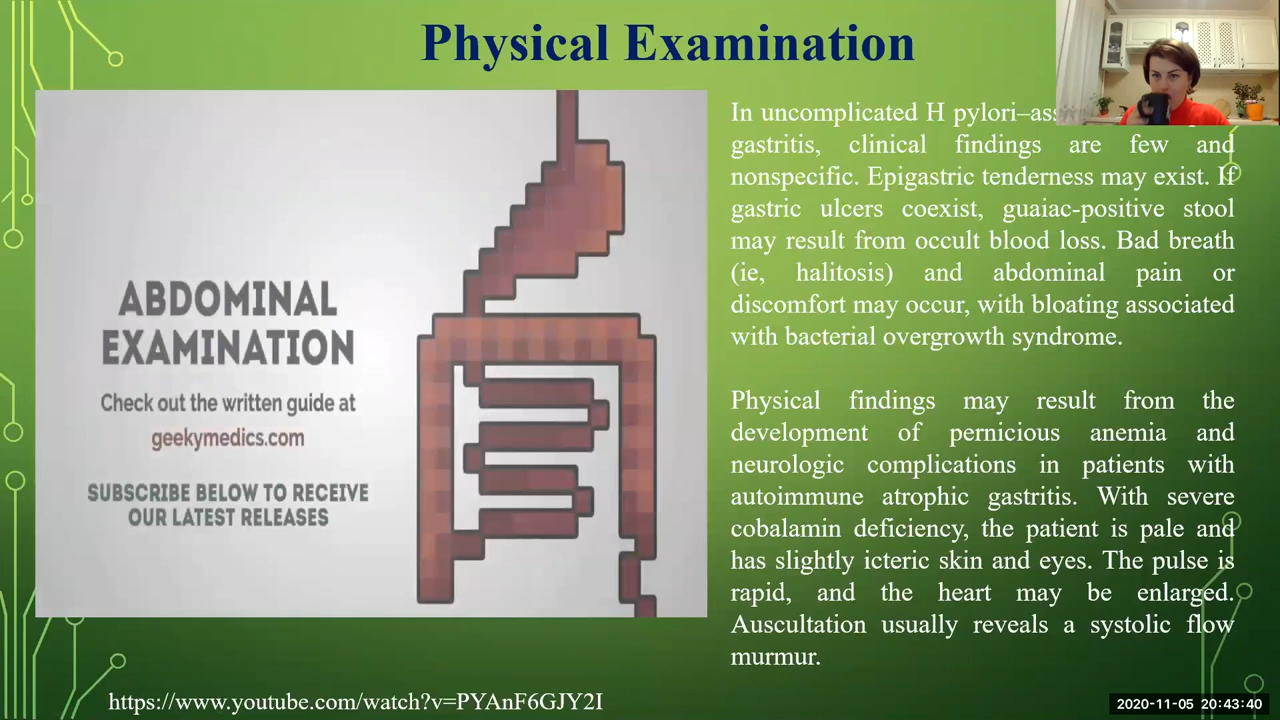 Physical Examination
ABDOMINAL
EXAMINATION
Check out the written guide at
geekymedics.com
SUBSCRIBE BELOW TO RECEIVE
OUR LATEST RELEASES
In uncomplicated H pylori–
gastritis, clinical findings are few and
nonspecific. Epigastric tenderness may exist. If
gastric ulcers coexist, guaiac-positive stool
may result from occult blood loss. Bad breath
(ie, halitosis) and abdominal pain or
discomfort may occur, with bloating associated
with bacterial overgrowth syndrome.
Physical findings may result from the
development of pernicious anemia and
neurologic complications in patients with
autoimmune atrophic gastritis. With severe
cobalamin deficiency, the patient is pale and
has slightly icteric skin and eyes. The pulse is
rapid, and the heart may be enlarged.
Auscultation usually reveals a systolic flow
murmur.
https://www.youtube.com/watch?v=PYAnF6GJY2I
2020-11-05 20:43:40